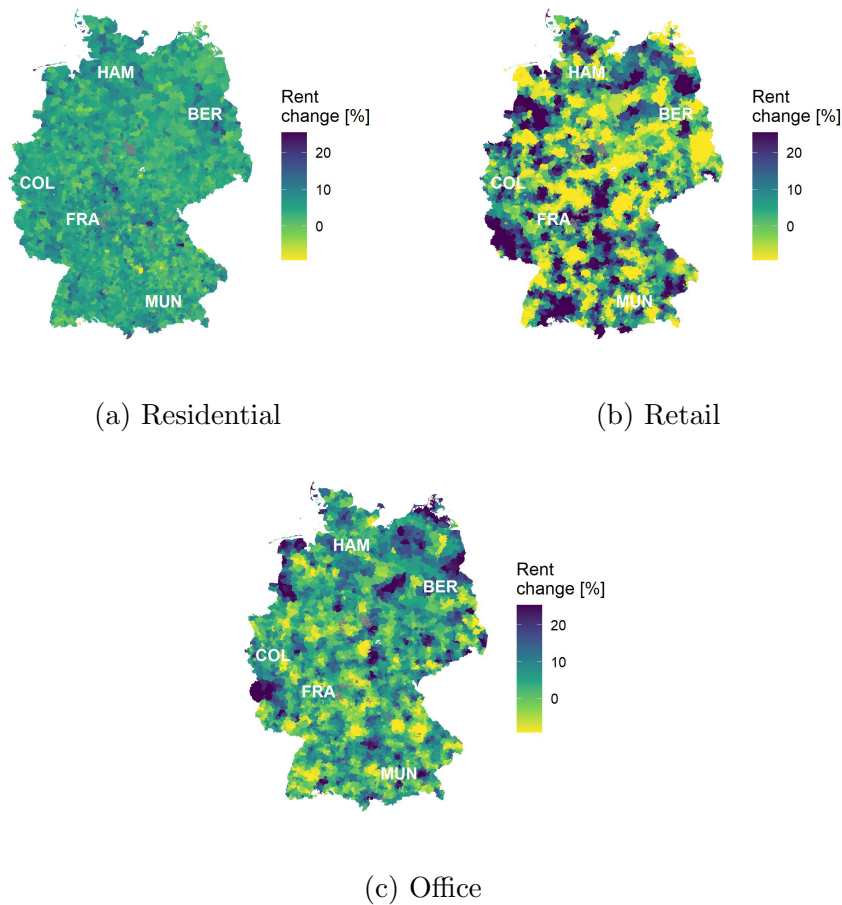 HAM
BER
COL
FRA
MUN
Rent
change [%]
20
10
0
(a) Residential
HAM
BER
COL
FRA
MUN
Rent
change [%]
20
10
0
(b) Retail
HAM
BER
COL
FRA
MUN
Rent
change [%]
20
10
0
(c) Office